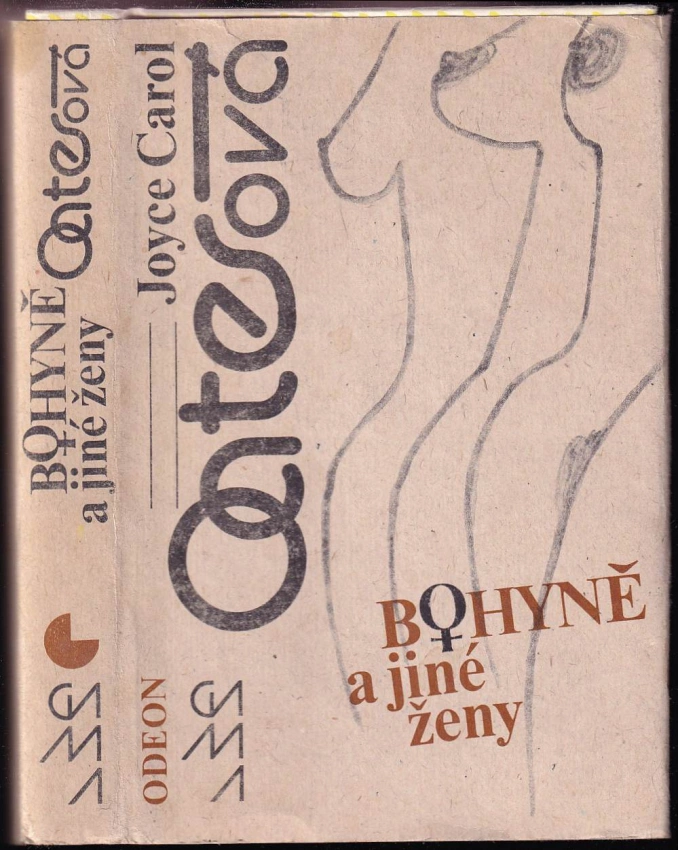 Oatesová
BOHYNĚ
a jiné ženy
Joyce Carol
Oatesová
ODEON
BOHYNĚ
a jiné
ženy